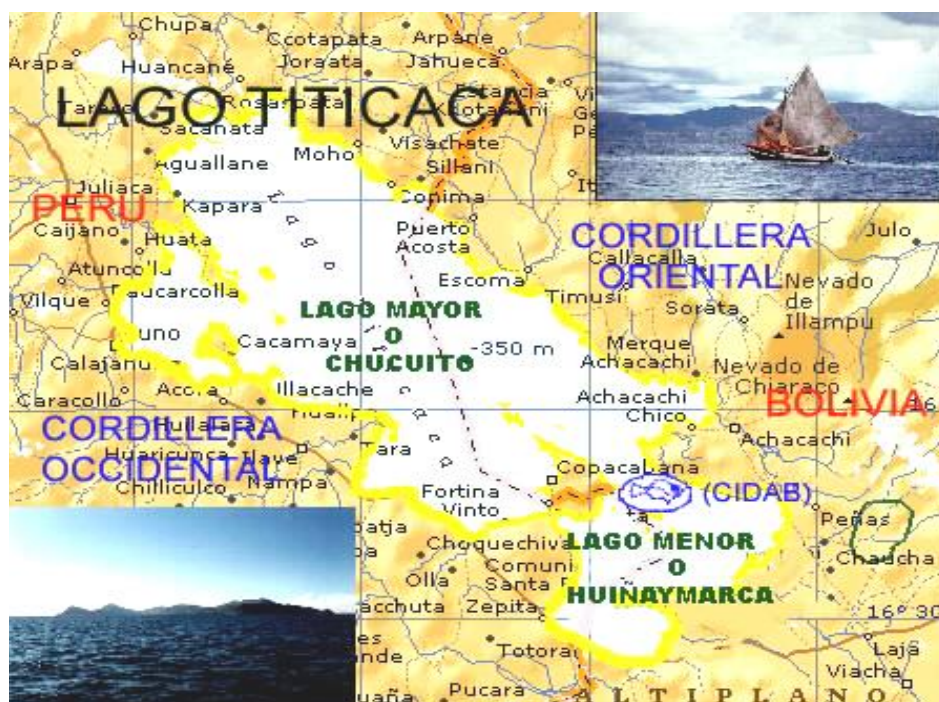 Chupa
Ccotapata
Arpane
Arapa
Huancané
Joraata
Jahueca
LAGO TITICACA
Rosaspata
Sacanata
Visachate
Aguallane
Moho
Sillani
Juliaca
Conima
PERU
Kapara
Puerto
Acosta
CORDILLERA
ORIENTAL
Julo
Caijano
Huata
Callacalla
Atuncolla
Escoma
Nevado
de
Illampu
Vilque
Timusi
Sorata
LAGO MAYOR
O
CHUCUITO
Cacamaya
-350 m
Merque
Achacachi
Nevado de
Chiaraco
Acora
Illacache
Caracollo
Achacachi
Chico
BOLIVIA
16
CORDILLERA
OCCIDENTAL
Tara
Achacachi
Huaricunca
Ilave
Chilliculco
Nampa
Copacabana
(CIDAB)
Fortina
Vinto
Peñas
Choquechiva
LAGO MENOR
O
HUIÑAYMARCA
Chaucha
Olla
Comuni
Santa
Zepita
16º 30
Totora
Laja
Viacha
Pucara
ALTIPLANO